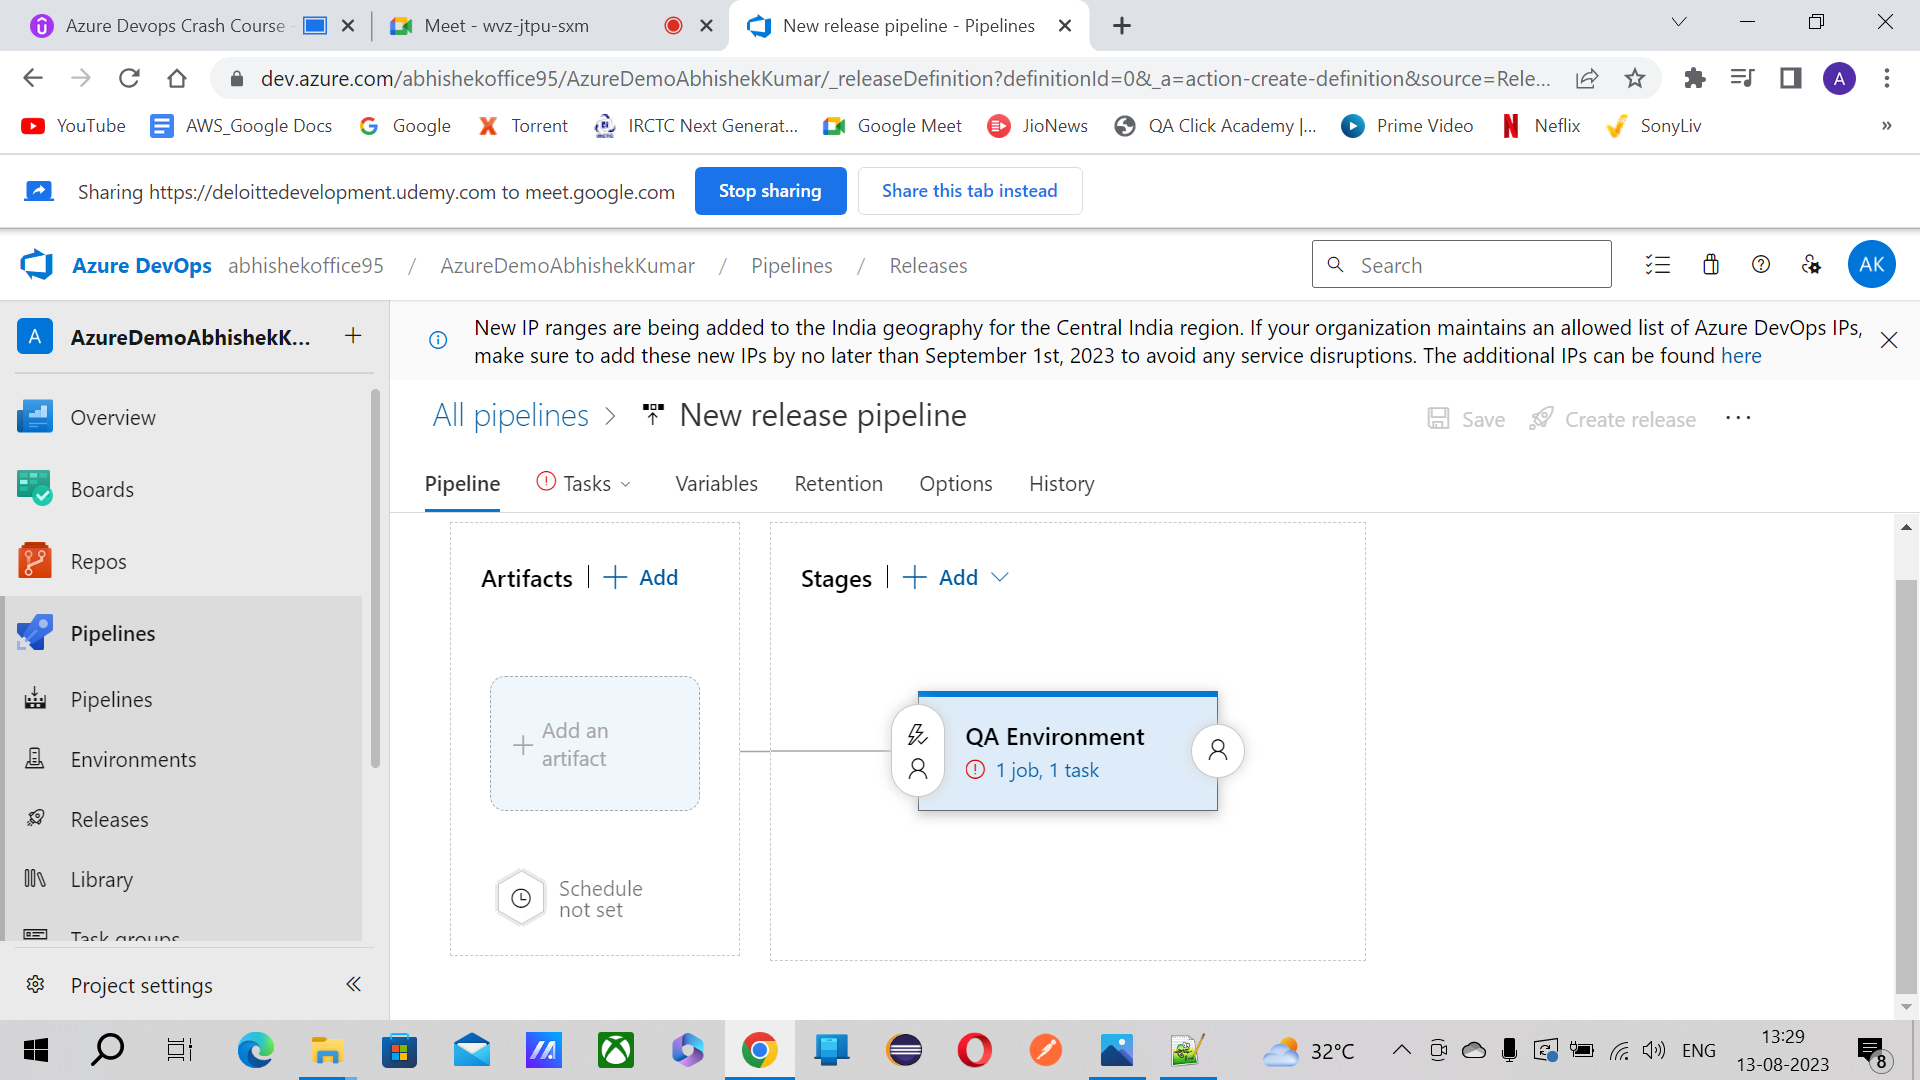 Azure Devops Crash Course
Meet - wvz-jtpu-sxm
New release pipeline - Pipelines
dev.azure.com/abhishekoffice95/AzureDemoAbhishekKumar/_releaseDefinition?definitionId=0&_a=action-create-definition&source=Rele...
A
YouTube
AWS_Google Docs
Google
Torrent
IRCTC Next Generat...
Google Meet
JioNews
QA Click Academy |...
Prime Video
Neflix
SonyLiv
»
Sharing https://deloittedevelopment.udemy.com to meet.google.com
Stop sharing
Share this tab instead
Azure DevOps
abhishekoffice95 / AzureDemoAbhishekKumar / Pipelines / Releases
Search
AK
A
AzureDemoAbhishekK...
New IP ranges are being added to the India geography for the Central India region. If your organization maintains an allowed list of Azure DevOps IPs,
make sure to add these new IPs by no later than September 1st, 2023 to avoid any service disruptions. The additional IPs can be found here
Overview
Boards
Repos
Pipelines
Pipelines
Environments
Releases
Library
Task groups
Project settings
All pipelines > New release pipeline
Save
Create release
...
Pipeline
Tasks
Variables
Retention
Options
History
Artifacts | + Add
Stages | + Add
Add an
artifact
Schedule
not set
QA Environment
1 job, 1 task
32°C
ENG
13:29
13-08-2023
8